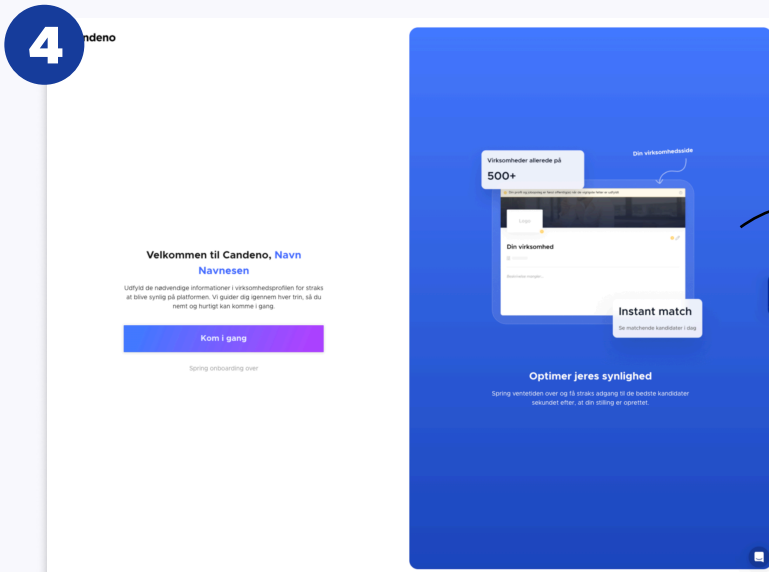 4
ndeno
Velkommen til Candeno, Navn
Navnesen
Udfyld de nødvendige informationer i virksomhedsprofilen for straks
at blive synlig på platformen. Vi guider dig igennem hver trin, så du
nemt og hurtigt kan komme i gang.
Kom i gang
Spring onboarding over
Virksomheder allerede på
500+
Din virksomhedsside
Logo
Din virksomhed
Instant match
Se matchende kandidater i dag
Optimer jeres synlighed
Spring ventetiden over og få straks adgang til de bedste kandidater
sekundet efter, at din stilling er oprettet.